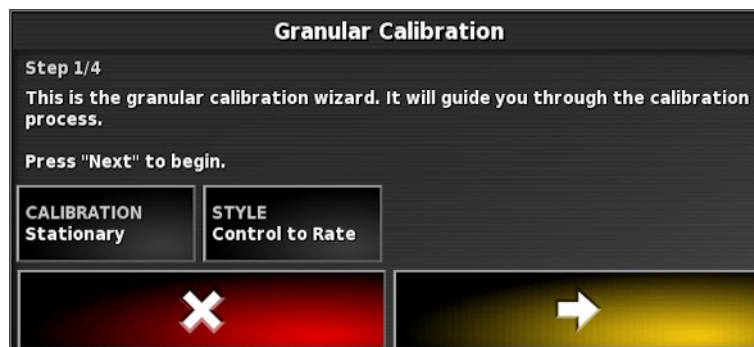 Granular Calibration
Step 1/4
This is the granular calibration wizard. It will guide you through the calibration
process.
Press "Next" to begin.
CALIBRATION
Stationary
STYLE
Control to Rate